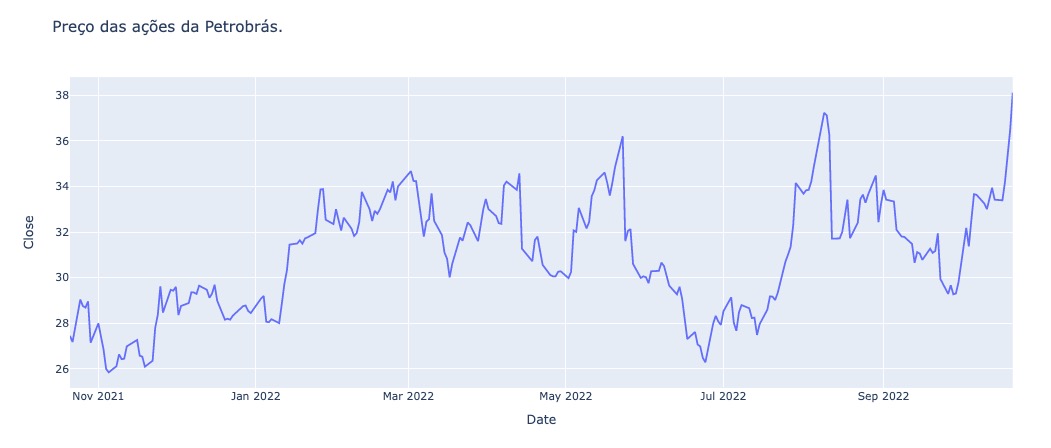 Preço das ações da Petrobrás.
Close
38
36
34
32
30
28
26
Nov 2021
Jan 2022
Mar 2022
May 2022
Jul 2022
Sep 2022
Date